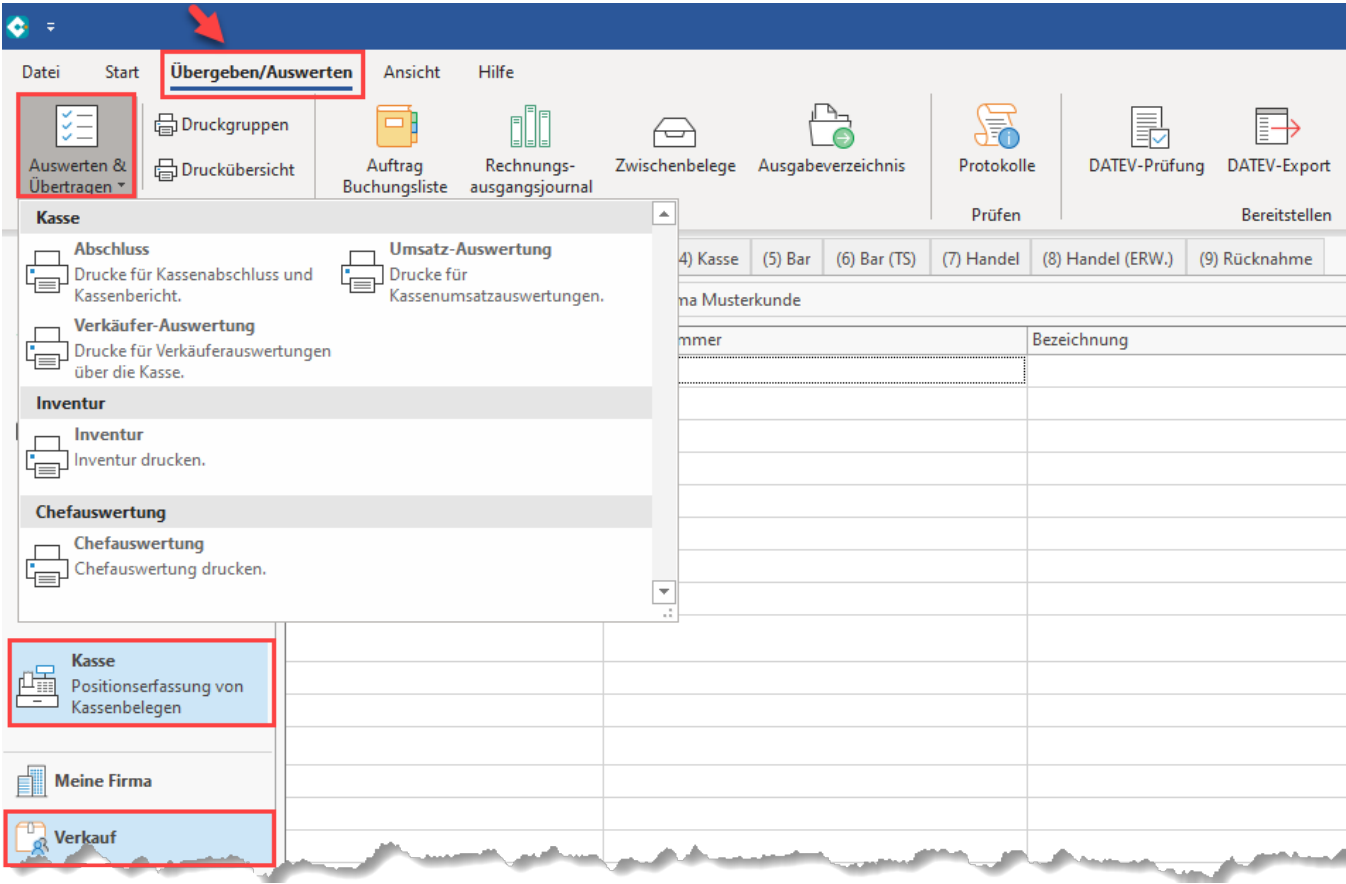 Datei Start Übergeben/Auswerten Ansicht Hilfe
Auswerten &
Übertragen
Druckgruppen
Druckübersicht
Auftrag
Buchungsliste
Rechnungs-
ausgangsjournal
Zwischenbelege
Ausgabeverzeichnis
Protokolle
DATEV-Prüfung
DATEV-Export
Prüfen
Bereitstellen
Kasse
Abschluss
Drucke für Kassenabschluss und
Kassenbericht.
Umsatz-Auswertung
Drucke für
Kassenumsatzauswertungen.
Verkäufer-Auswertung
Drucke für Verkäuferauswertungen
über die Kasse.
Inventur
Inventur
Inventur drucken.
Chefauswertung
Chefauswertung
Chefauswertung drucken.
4) Kasse (5) Bar (6) Bar (TS) (7) Handel (8) Handel (ERW.) (9) Rücknahme
ma Musterkunde
mmer Bezeichnung
Kasse
Positionserfassung von
Kassenbelegen
Meine Firma
Verkauf